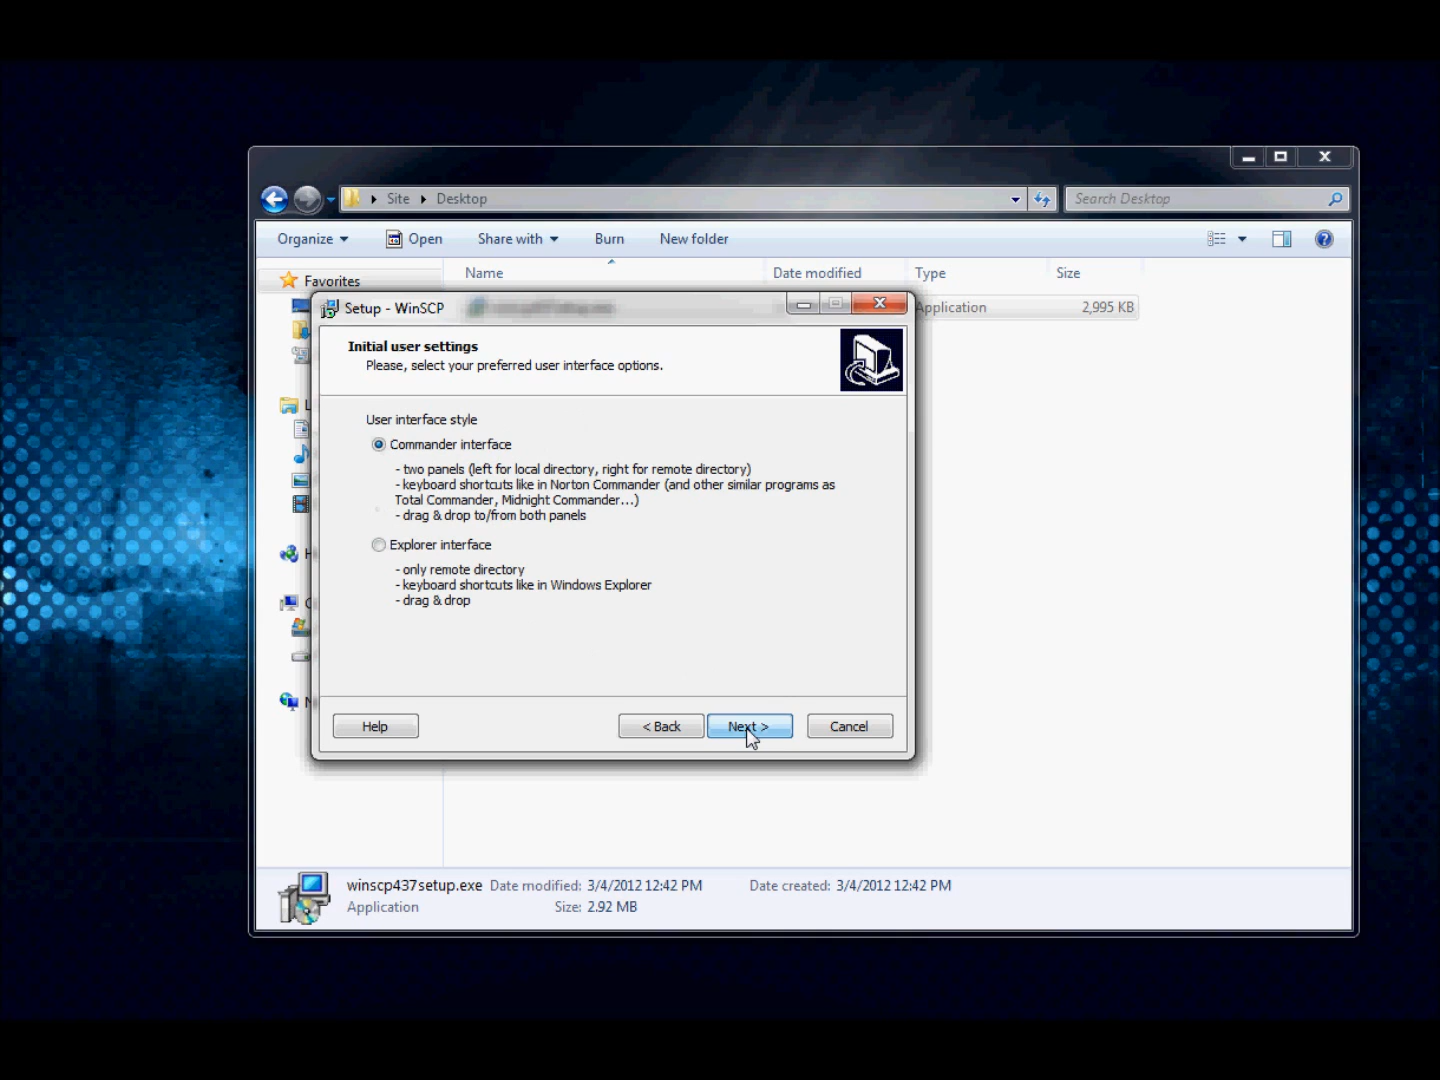 Site Desktop
Search Desktop
Organize Open Share with Burn New folder
Name Date modified Type Size
Favorites
Application 2,995 KB
Setup - WinSCP
Initial user settings
Please, select your preferred user interface options.
User interface style
Commander interface
- two panels (left for local directory, right for remote directory)
- keyboard shortcuts like in Norton Commander (and other similar programs as
Total Commander, Midnight Commander...)
- drag & drop to/from both panels
Explorer interface
- only remote directory
- keyboard shortcuts like in Windows Explorer
- drag & drop
Help < Back Next > Cancel
winscp437setup.exe Date modified: 3/4/2012 12:42 PM Date created: 3/4/2012 12:42 PM
Application Size: 2.92 MB